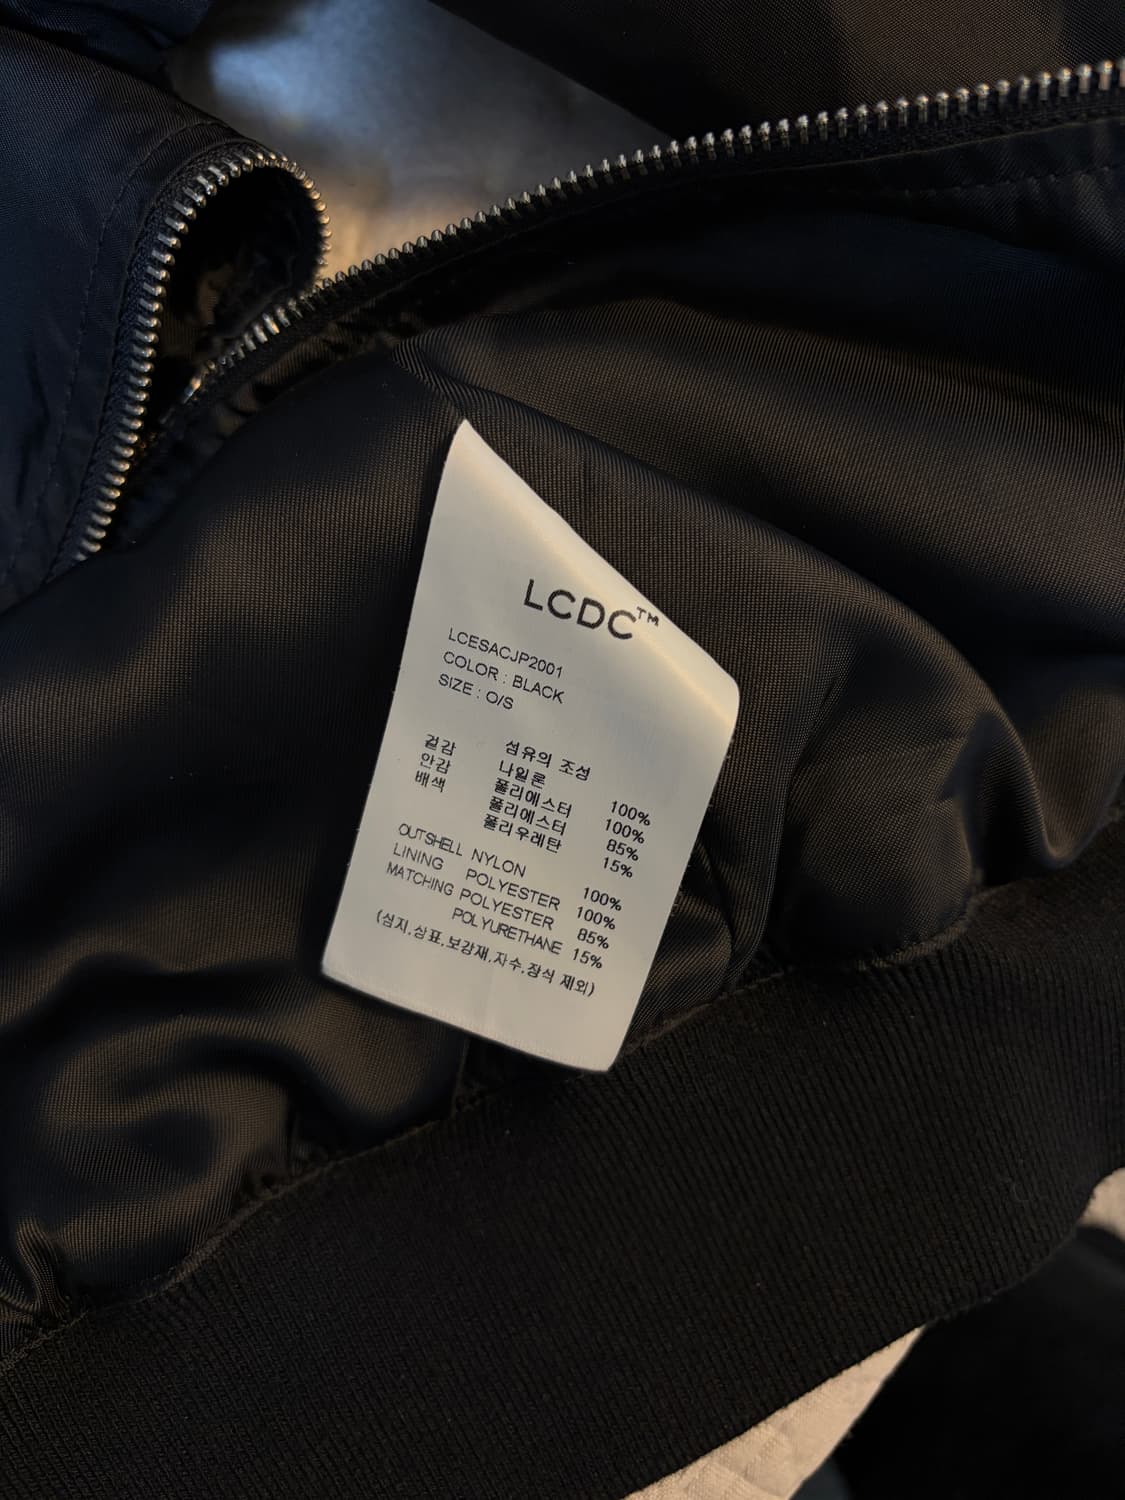 LCDC™
LCESACJP2001
COLOR : BLACK
SIZE : O/S
섬유의 조성
겉감 나일론 100%
안감 폴리에스터 100%
배색 폴리에스터 85%
폴리우레탄 15%
OUTSHELL NYLON 100%
LINING POLYESTER 100%
MATCHING POLYESTER 85%
POLYURETHANE 15%
(심지,상표,보강재,자수,장식 제외)